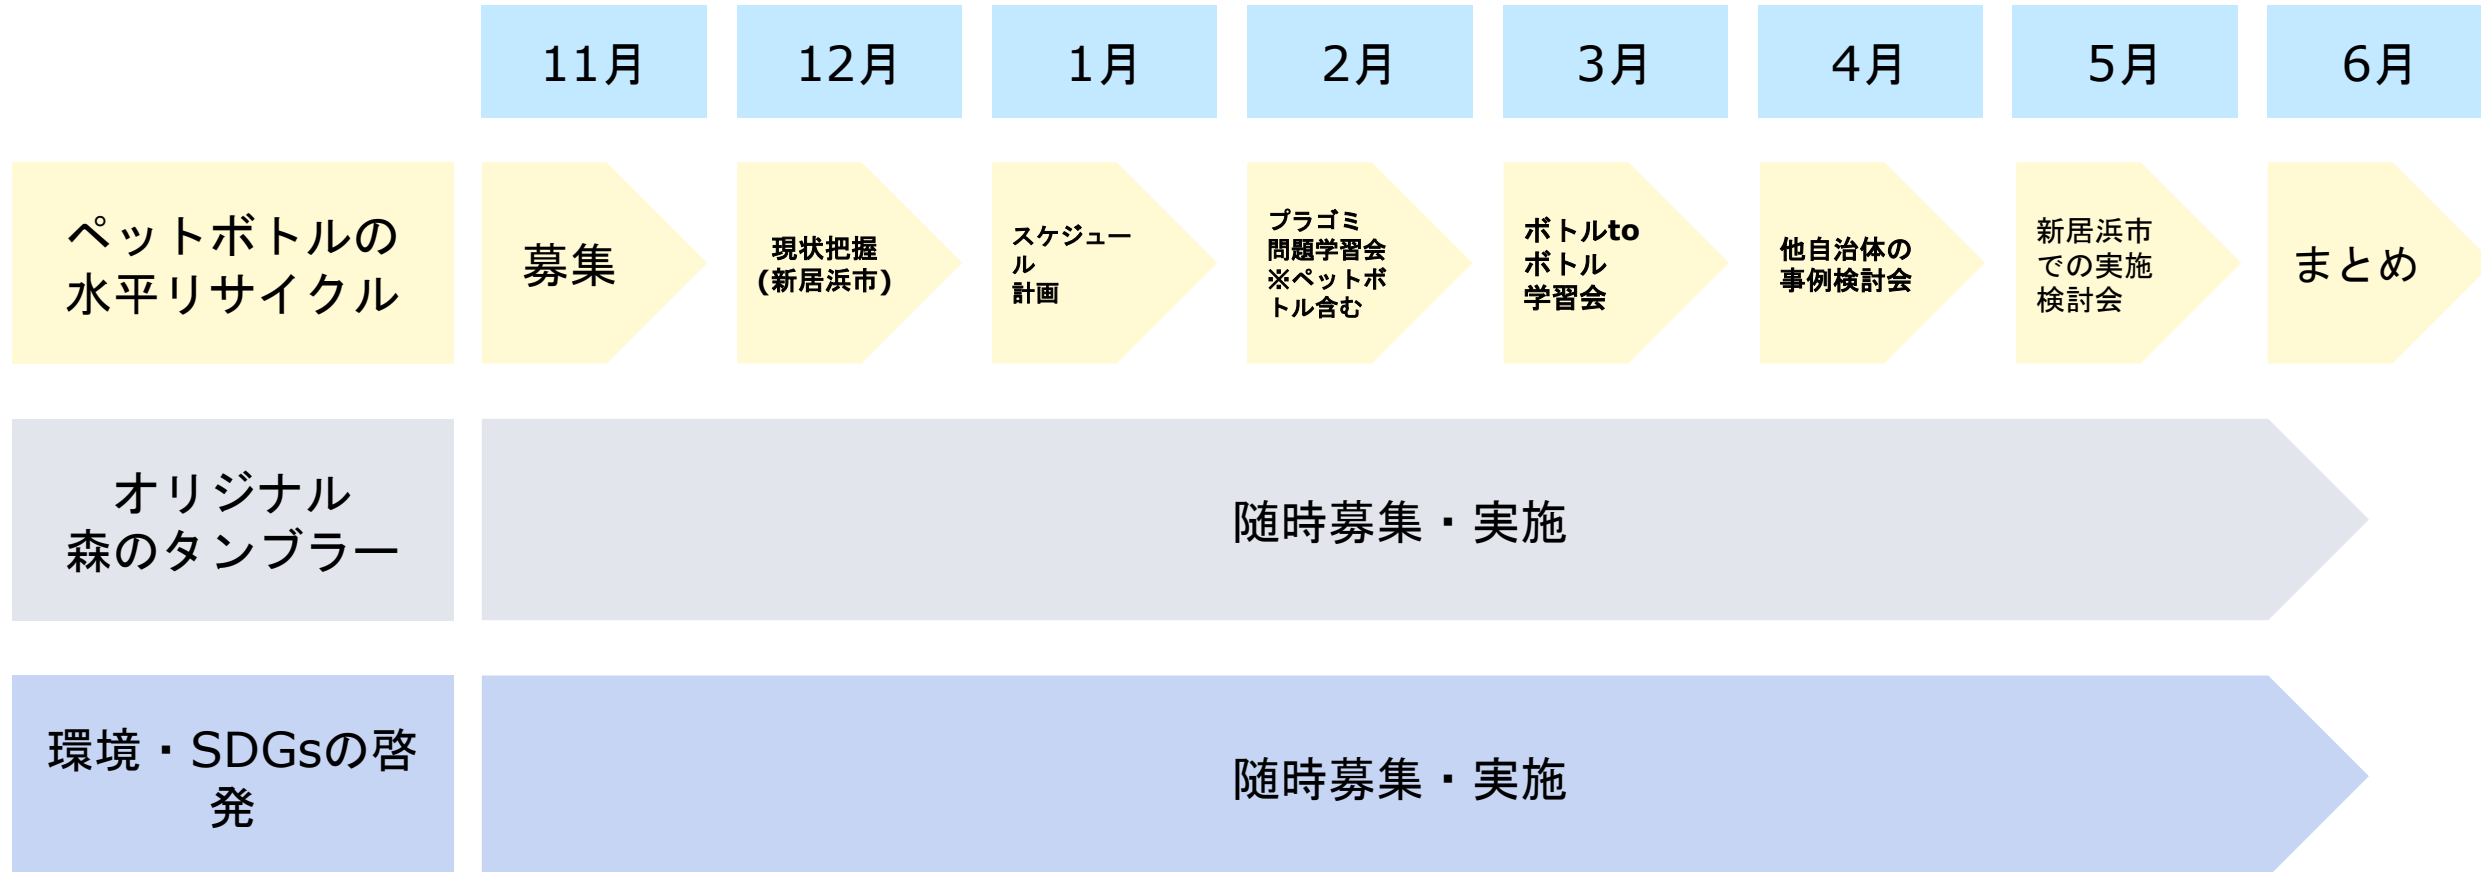 11月
12月
1月
2月
3月
4月
5月
6月
ペットボトルの
水平リサイクル
募集
現状把握
(新居浜市)
スケジュー
ル
計画
プラゴミ
問題学習会
※ペットボ
トル含む
ボトルto
ボトル
学習会
他自治体の
事例検討会
新居浜市
での実施
検討会
まとめ
オリジナル
森のタンブラー
随時募集・実施
環境・SDGsの啓
発
随時募集・実施